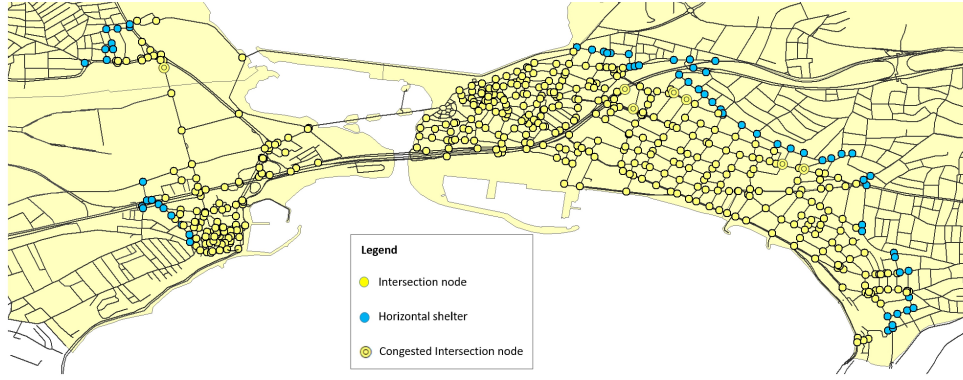 Legend
Intersection node
Horizontal shelter
Congested Intersection node